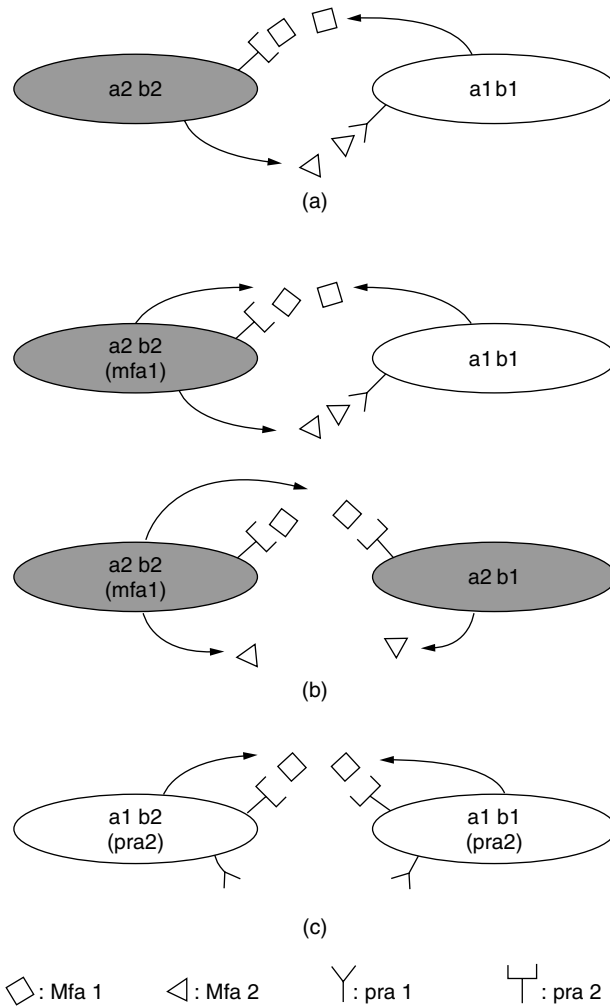 a2 b2
a1 b1
(a)
a2 b2
(mfa1)
a1 b1
a2 b2
(mfa1)
a2 b1
(b)
a1 b2
(pra2)
a1 b1
(pra2)
(c)
: Mfa 1
: Mfa 2
: pra 1
: pra 2